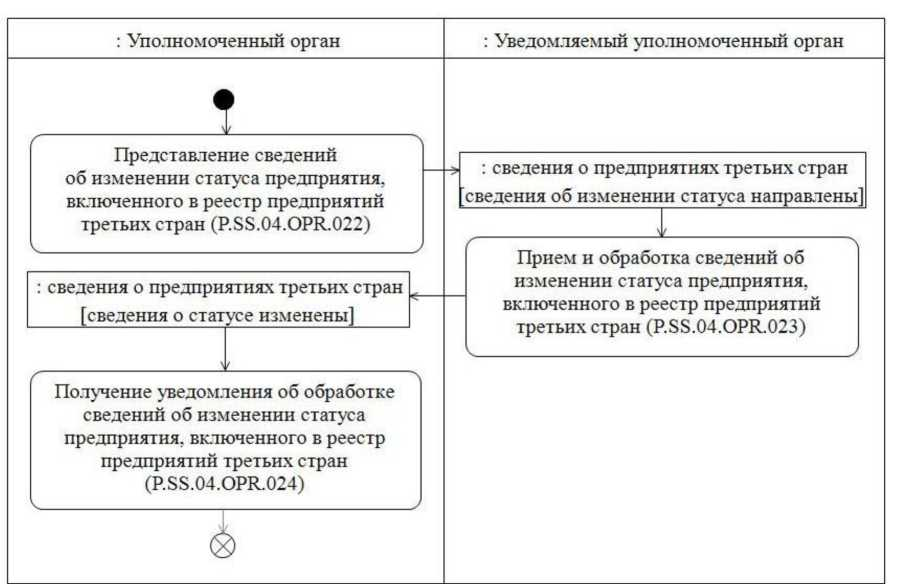 : Уполномоченный орган
: Уведомляемый уполномоченный орган
Представление сведений
об изменении статуса предприятия,
включенного в реестр предприятий
третьих стран (P.SS.04.OPR.022)
: сведения о предприятиях третьих стран
[сведения об изменении статуса направлены]
Прием и обработка сведений об
изменении статуса предприятия,
включенного в реестр предприятий
третьих стран (P.SS.04.OPR.023)
: сведения о предприятиях третьих стран
[сведения о статусе изменены]
Получение уведомления об обработке
сведений об изменении статуса
предприятия, включенного в реестр
предприятий третьих стран
(P.SS.04.OPR.024)